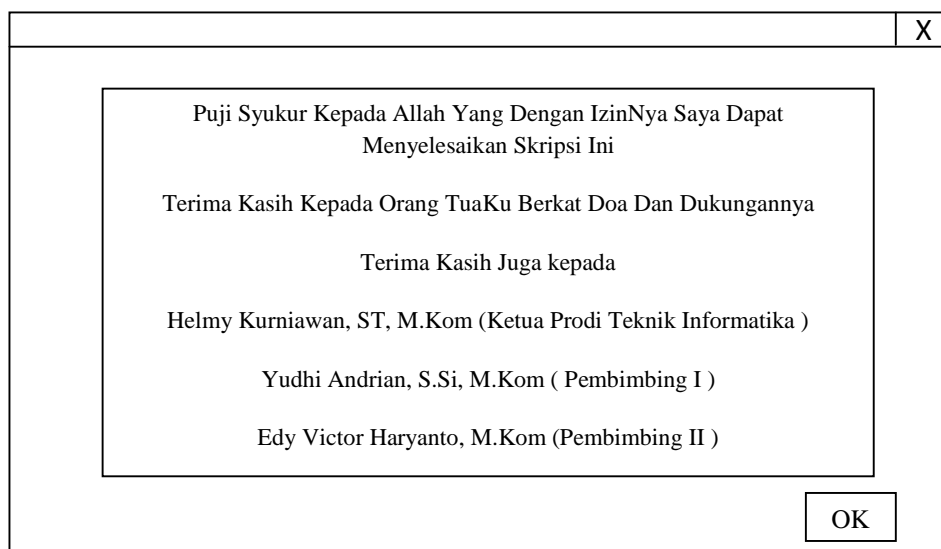 X
Puji Syukur Kepada Allah Yang Dengan IzinNya Saya Dapat
Menyelesaikan Skripsi Ini
Terima Kasih Kepada Orang TuaKu Berkat Doa Dan Dukungannya
Terima Kasih Juga kepada
Helmy Kurniawan, ST, M.Kom (Ketua Prodi Teknik Informatika )
Yudhi Andrian, S.Si, M.Kom ( Pembimbing I )
Edy Victor Haryanto, M.Kom (Pembimbing II )
OK